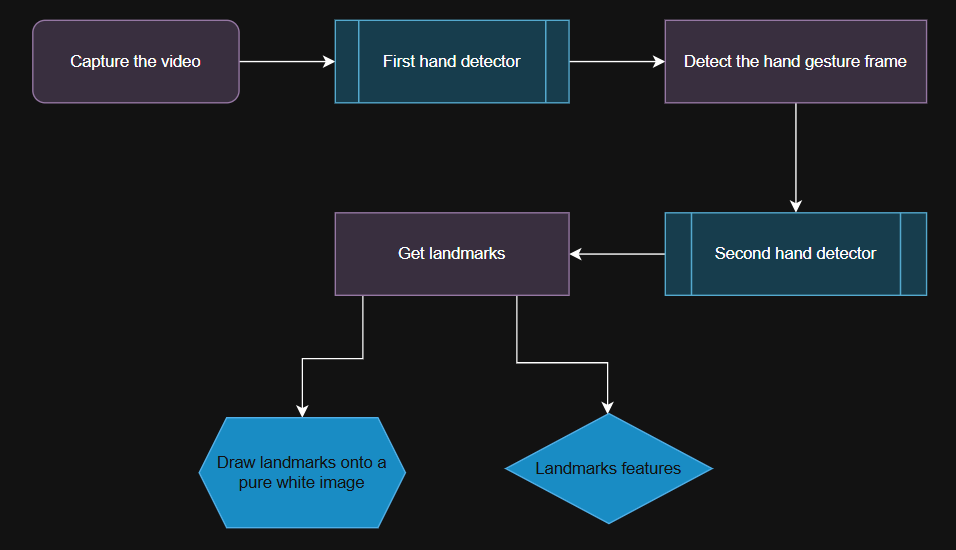 Capture the video
First hand detector
Detect the hand gesture frame
Get landmarks
Second hand detector
Draw landmarks onto a
pure white image
Landmarks features